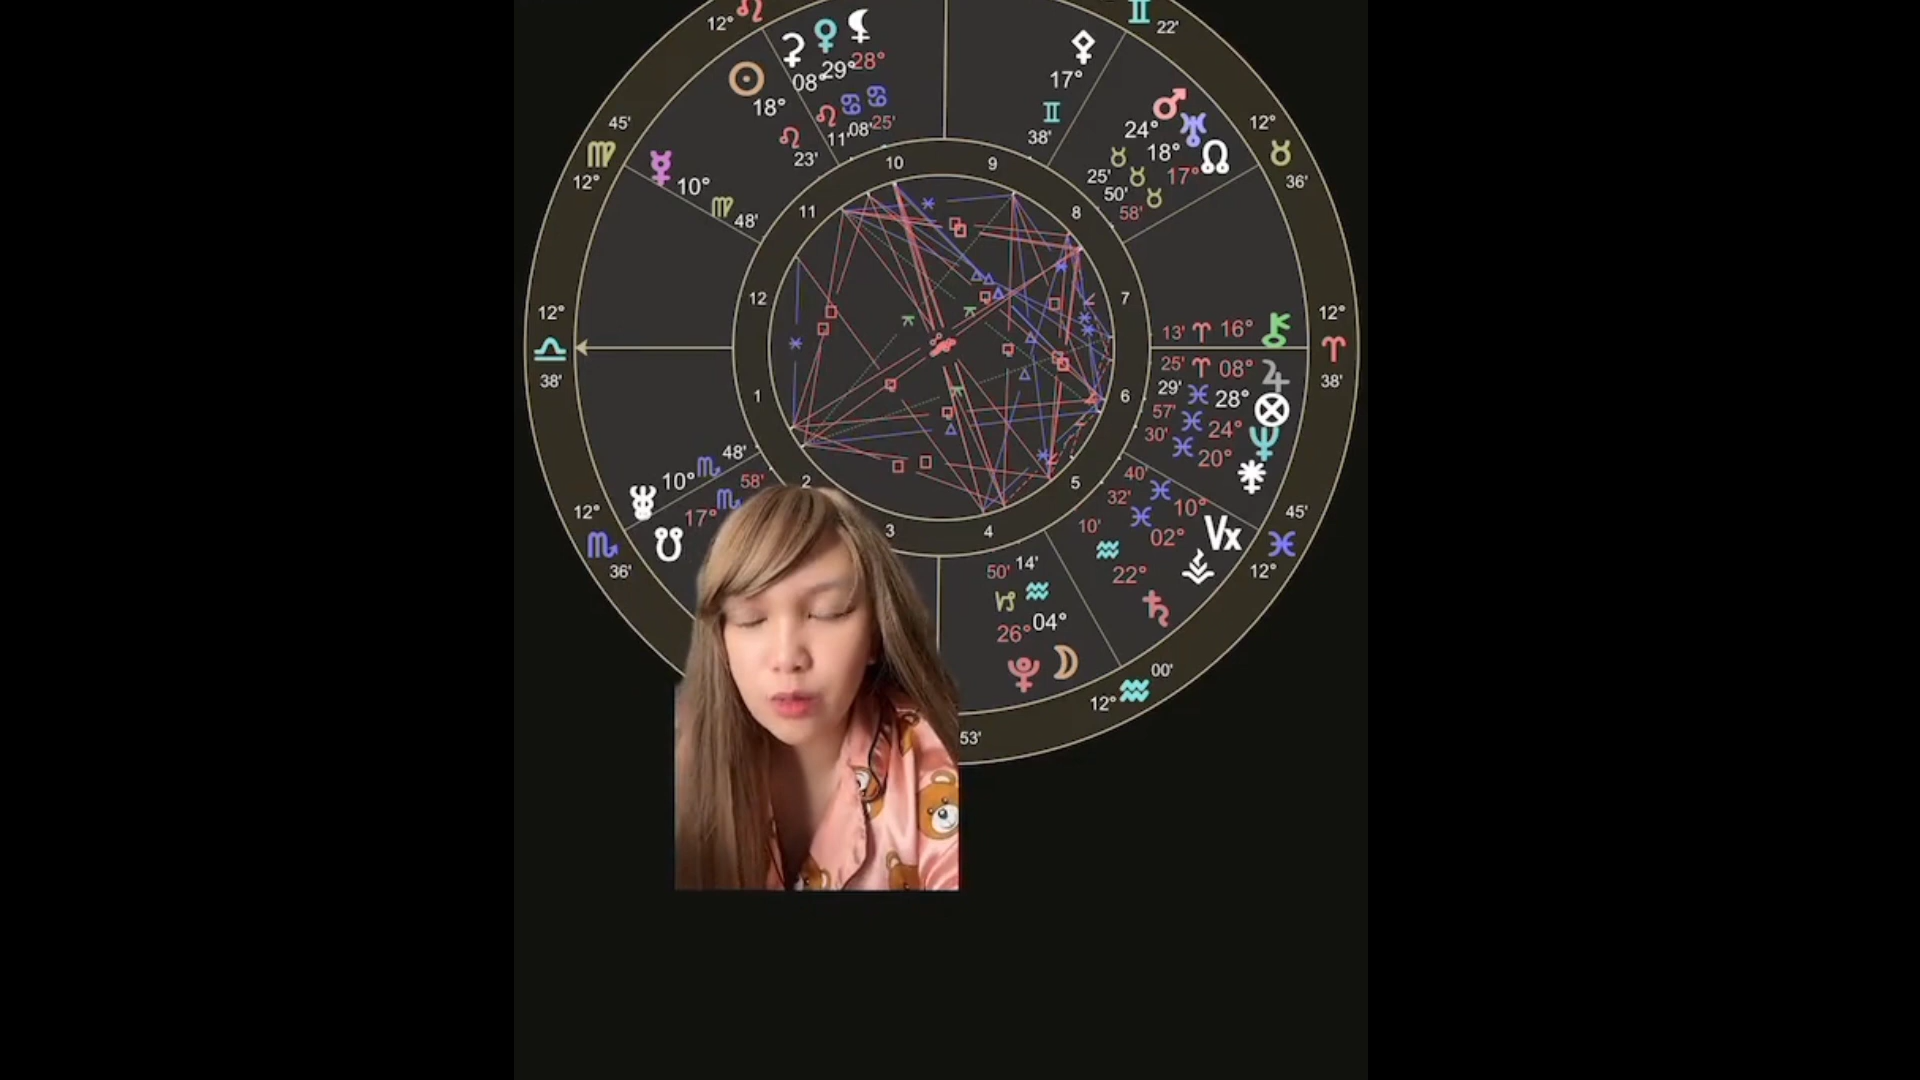 12° ♌
♊ 22'
⚳ ♀ ⚸
08° 29° 28°
♌ ♋ ♋
11' 08' 25'
☉
18°
♌
23'
⚴
17°
♊
38'
♂ ♅ ☊
24° 18° 17°
♉ ♉ ♉
25' 50' 58'
12°
♉
36'
45'
♍
12°
☿ 10° ♍ 48'
10
9
11
8
12
7
1
6
2
5
3
4
12°
♎
38'
12°
♈
38'
13' ♈ 16° ⚷
25' ♈ 08° ♃
29' ♓ 28° ⊗
57' ♓ 24° ♆
30' ♓ 20° ⚵
10° ♏ 48'
17° ♏ 58'
☋
12°
♏
36'
40' ♓ 10° Vx
32' ♓ 02° ⚶
10' ♒ 22° ♄
45'
♓
12°
50' 14'
♑ ♒
26° 04°
♇ ☽
00'
12° ♒
53'